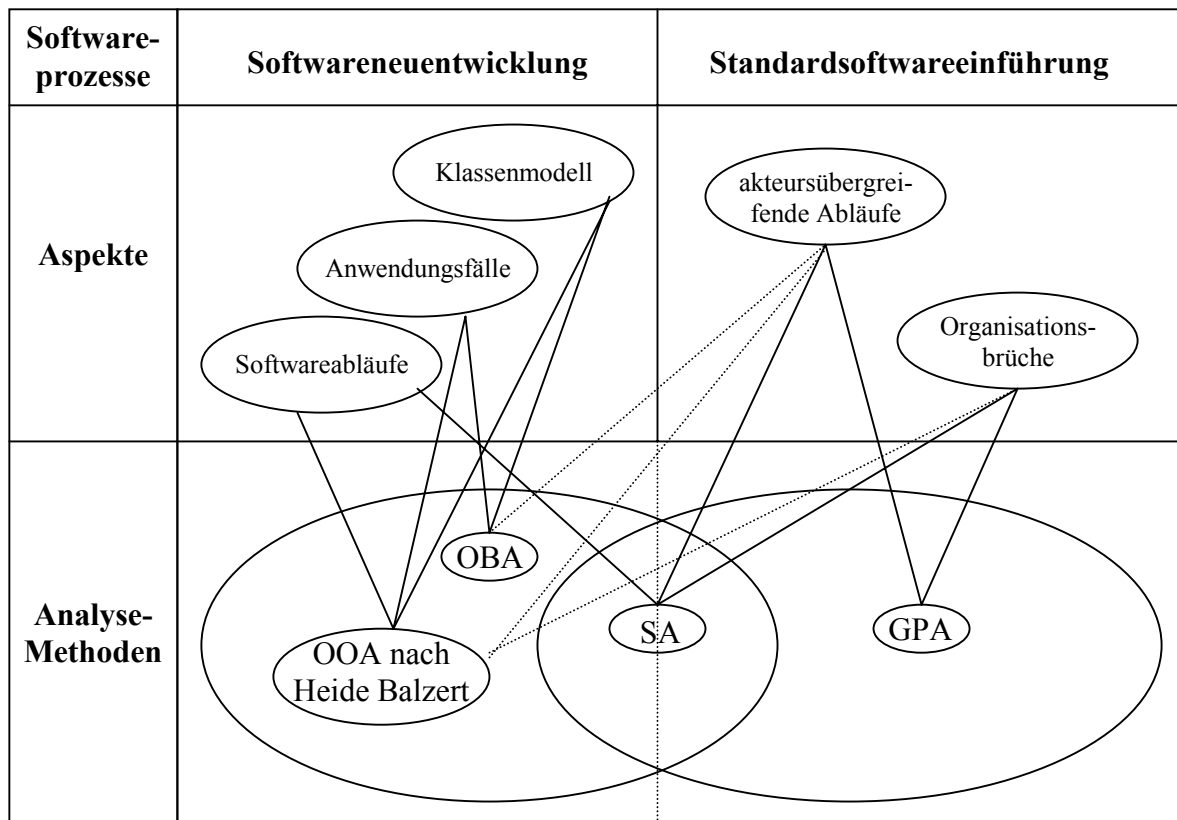 Software-
prozesse
Softwareneuentwicklung
Standardsoftwareeinführung
Aspekte
Klassenmodell
Anwendungsfälle
Softwareabläufe
akteursübergrei-
fende Abläufe
Organisations-
brüche
Analyse-
Methoden
OBA
OOA nach
Heide Balzert
SA
GPA